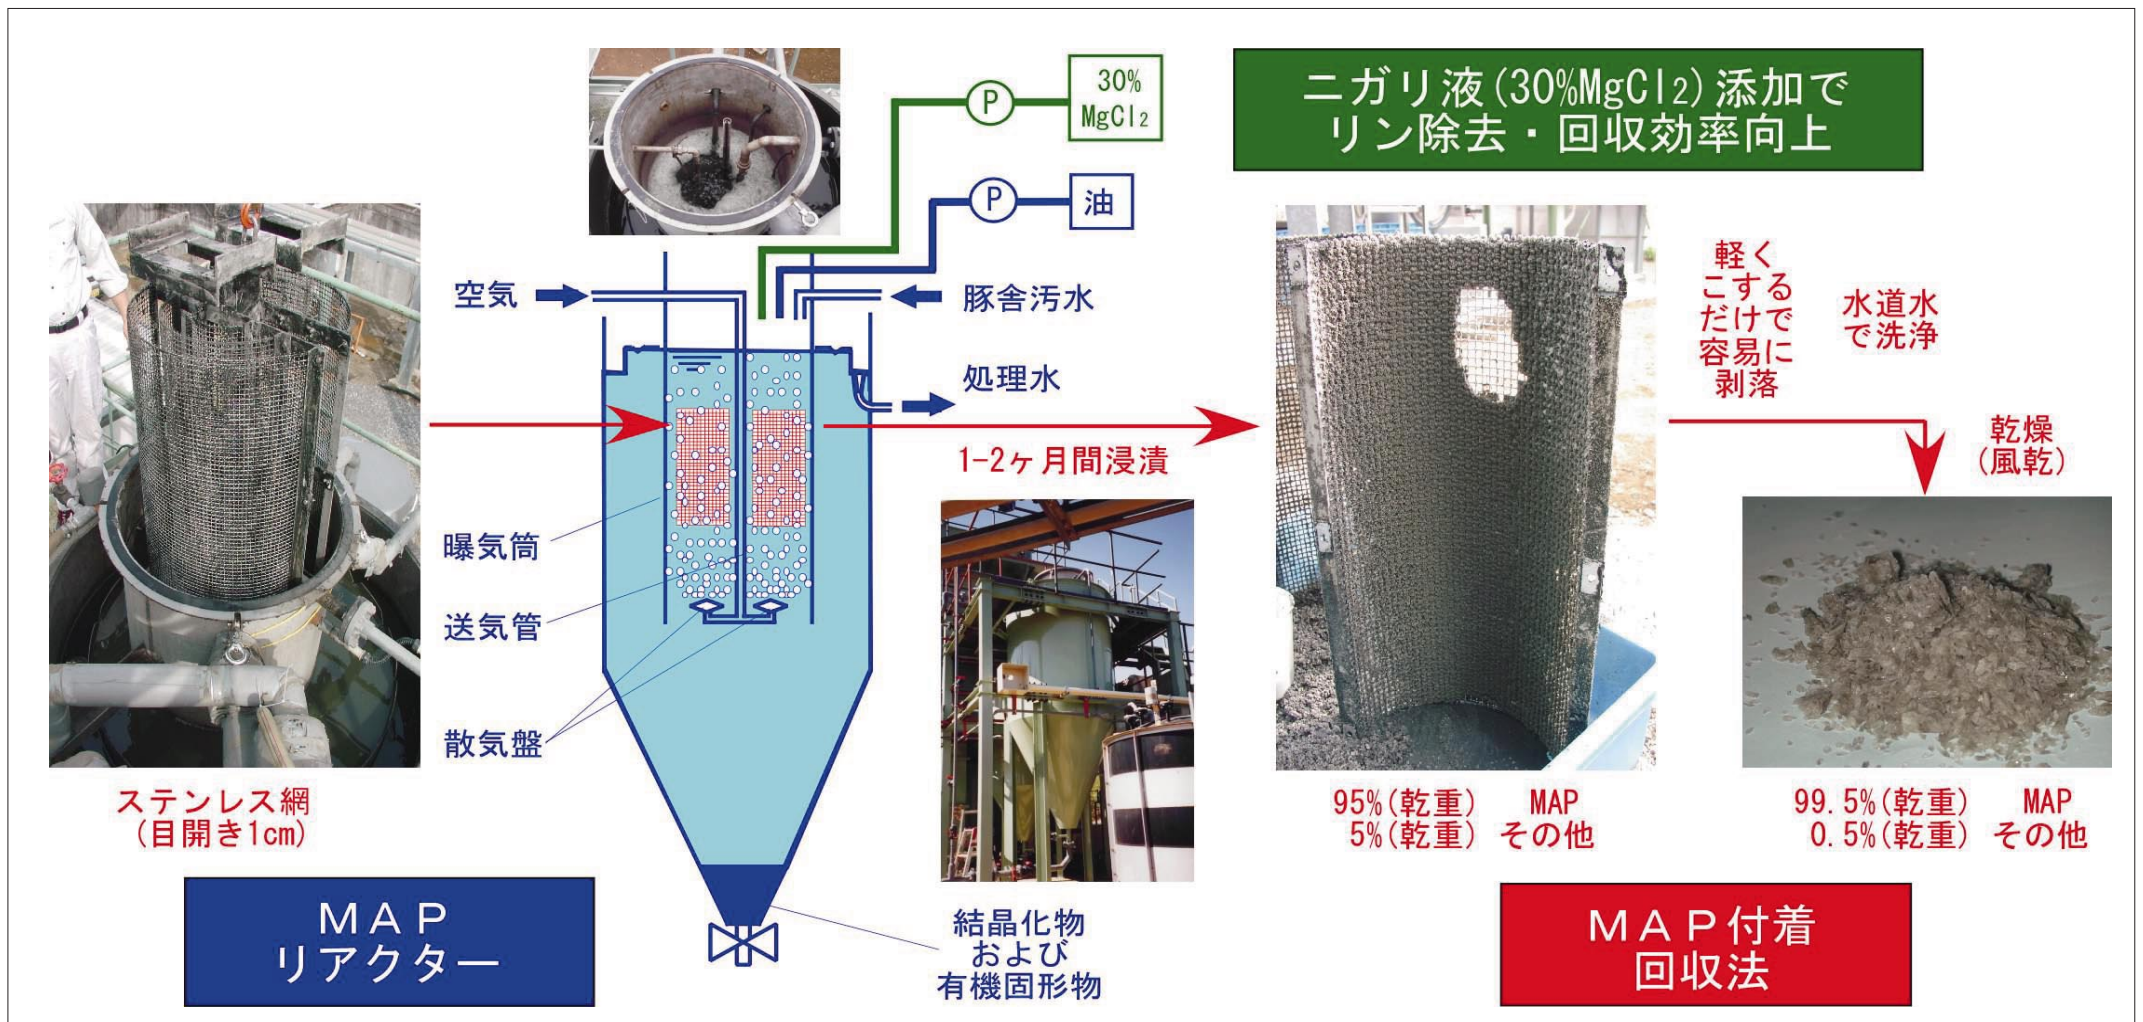 30%
MgCl2
P
P
油
ニガリ液(30%MgCl2)添加で
リン除去・回収効率向上
空気
豚舎汚水
処理水
1-2ヶ月間浸漬
曝気筒
送気管
散気盤
結晶化物
および
有機固形物
ステンレス網
(目開き1cm)
MAP
リアクター
軽く
こする
だけで
容易に
剥落
水道水
で洗浄
乾燥
(風乾)
95%(乾重) MAP
5%(乾重) その他
99.5%(乾重) MAP
0.5%(乾重) その他
MAP付着
回収法